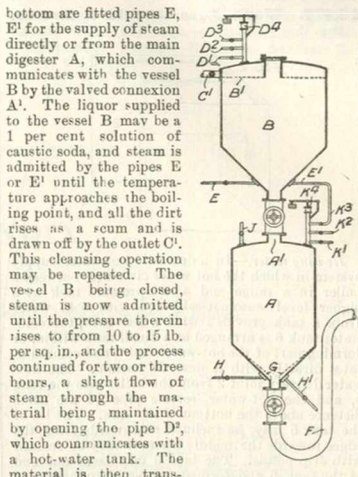 bottom are fitted pipes E,
E¹ for the supply of steam
directly or from the main
digester A, which com-
municates with the vessel
B by the valved connexion
A¹. The liquor supplied
to the vessel B may be a
1 per cent solution of
caustic soda, and steam is
admitted by the pipes E
or E¹ until the tempera-
ture approaches the boil-
ing point, and all the dirt
rises as a scum and is
drawn off by the outlet C¹.
This cleansing operation
may be repeated. The
vessel B being closed,
steam is now admitted
until the pressure therein
rises to from 10 to 15 lb.
per sq. in., and the process
continued for two or three
hours, a slight flow of
steam through the ma-
terial being maintained
by opening the pipe D²,
which communicates with
a hot-water tank. The
material is then trans-
D3
D4
D2
D¹
C¹
B¹
B
E¹
E
K4
K3
K2
K¹
J
A¹
A
H
G
H¹
F